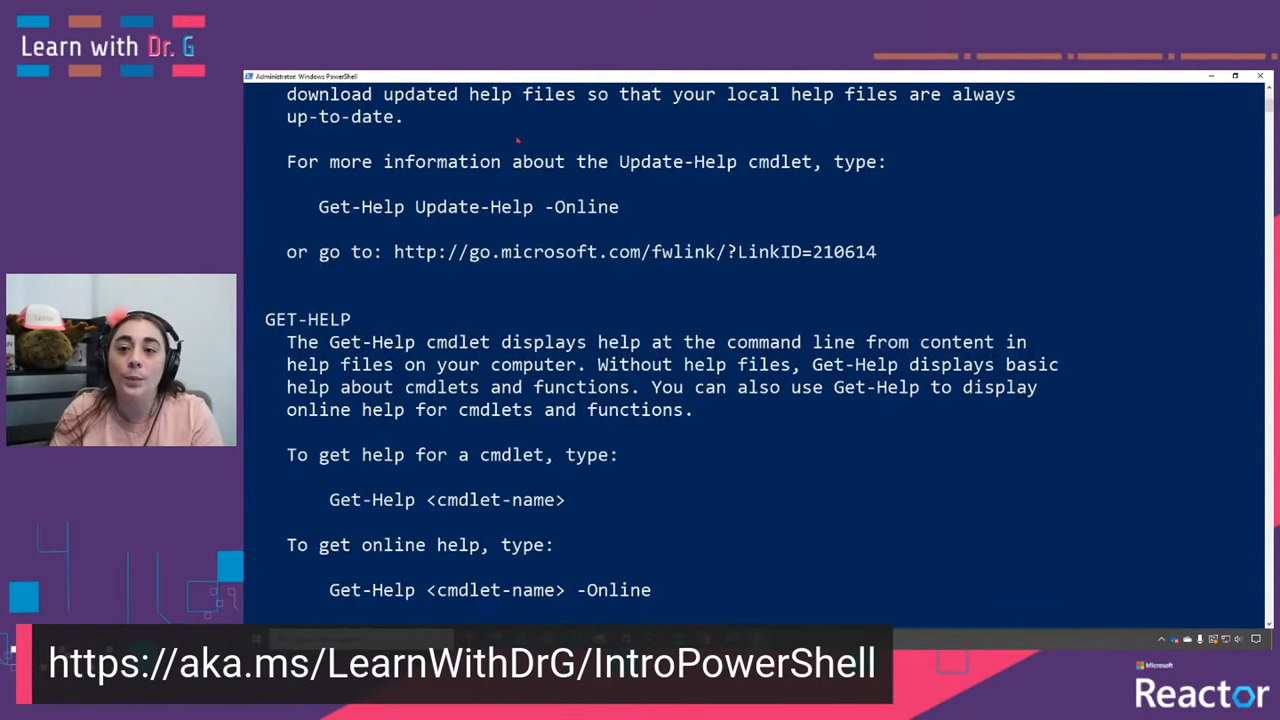 Learn with Dr. G
Administrator: Windows PowerShell
download updated help files so that your local help files are always
up-to-date.
For more information about the Update-Help cmdlet, type:
Get-Help Update-Help -Online
or go to: http://go.microsoft.com/fwlink/?LinkID=210614
GET-HELP
The Get-Help cmdlet displays help at the command line from content in
help files on your computer. Without help files, Get-Help displays basic
help about cmdlets and functions. You can also use Get-Help to display
online help for cmdlets and functions.
To get help for a cmdlet, type:
Get-Help <cmdlet-name>
To get online help, type:
Get-Help <cmdlet-name> -Online
https://aka.ms/LearnWithDrG/IntroPowerShell
Microsoft
Reactor